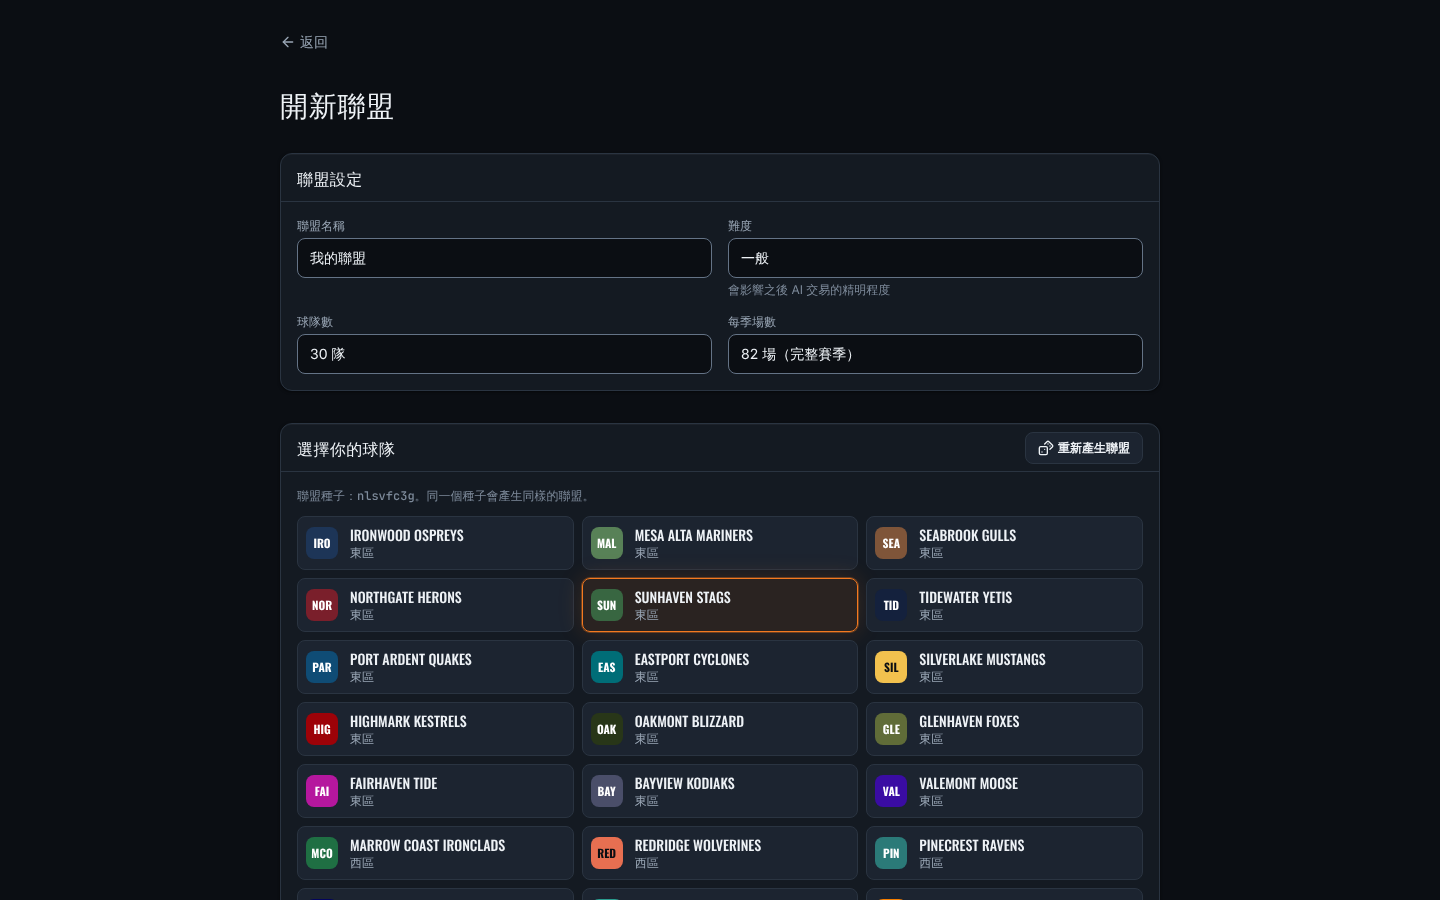 返回
開新聯盟
聯盟設定
聯盟名稱
難度
我的聯盟
一般
會影響之後 AI 交易的精明程度
球隊數
每季場數
30 隊
82 場（完整賽季）
選擇你的球隊
重新產生聯盟
聯盟種子：nlsvfc3g。同一個種子會產生同樣的聯盟。
IRO
IRONWOOD OSPREYS
東區
MAL
MESA ALTA MARINERS
東區
SEA
SEABROOK GULLS
東區
NOR
NORTHGATE HERONS
東區
SUN
SUNHAVEN STAGS
東區
TID
TIDEWATER YETIS
東區
PAR
PORT ARDENT QUAKES
東區
EAS
EASTPORT CYCLONES
東區
SIL
SILVERLAKE MUSTANGS
東區
HIG
HIGHMARK KESTRELS
東區
OAK
OAKMONT BLIZZARD
東區
GLE
GLENHAVEN FOXES
東區
FAI
FAIRHAVEN TIDE
東區
BAY
BAYVIEW KODIAKS
東區
VAL
VALEMONT MOOSE
東區
MCO
MARROW COAST IRONCLADS
西區
RED
REDRIDGE WOLVERINES
西區
PIN
PINECREST RAVENS
西區